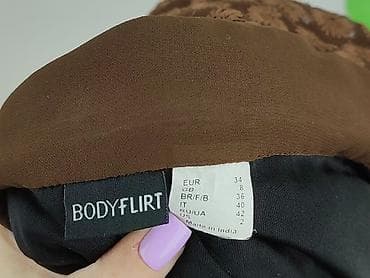 BODYFLIRT
EUR 34
GB 8
BR/F/B 36
IT 40
RU/UA 42
US 2
Made in India